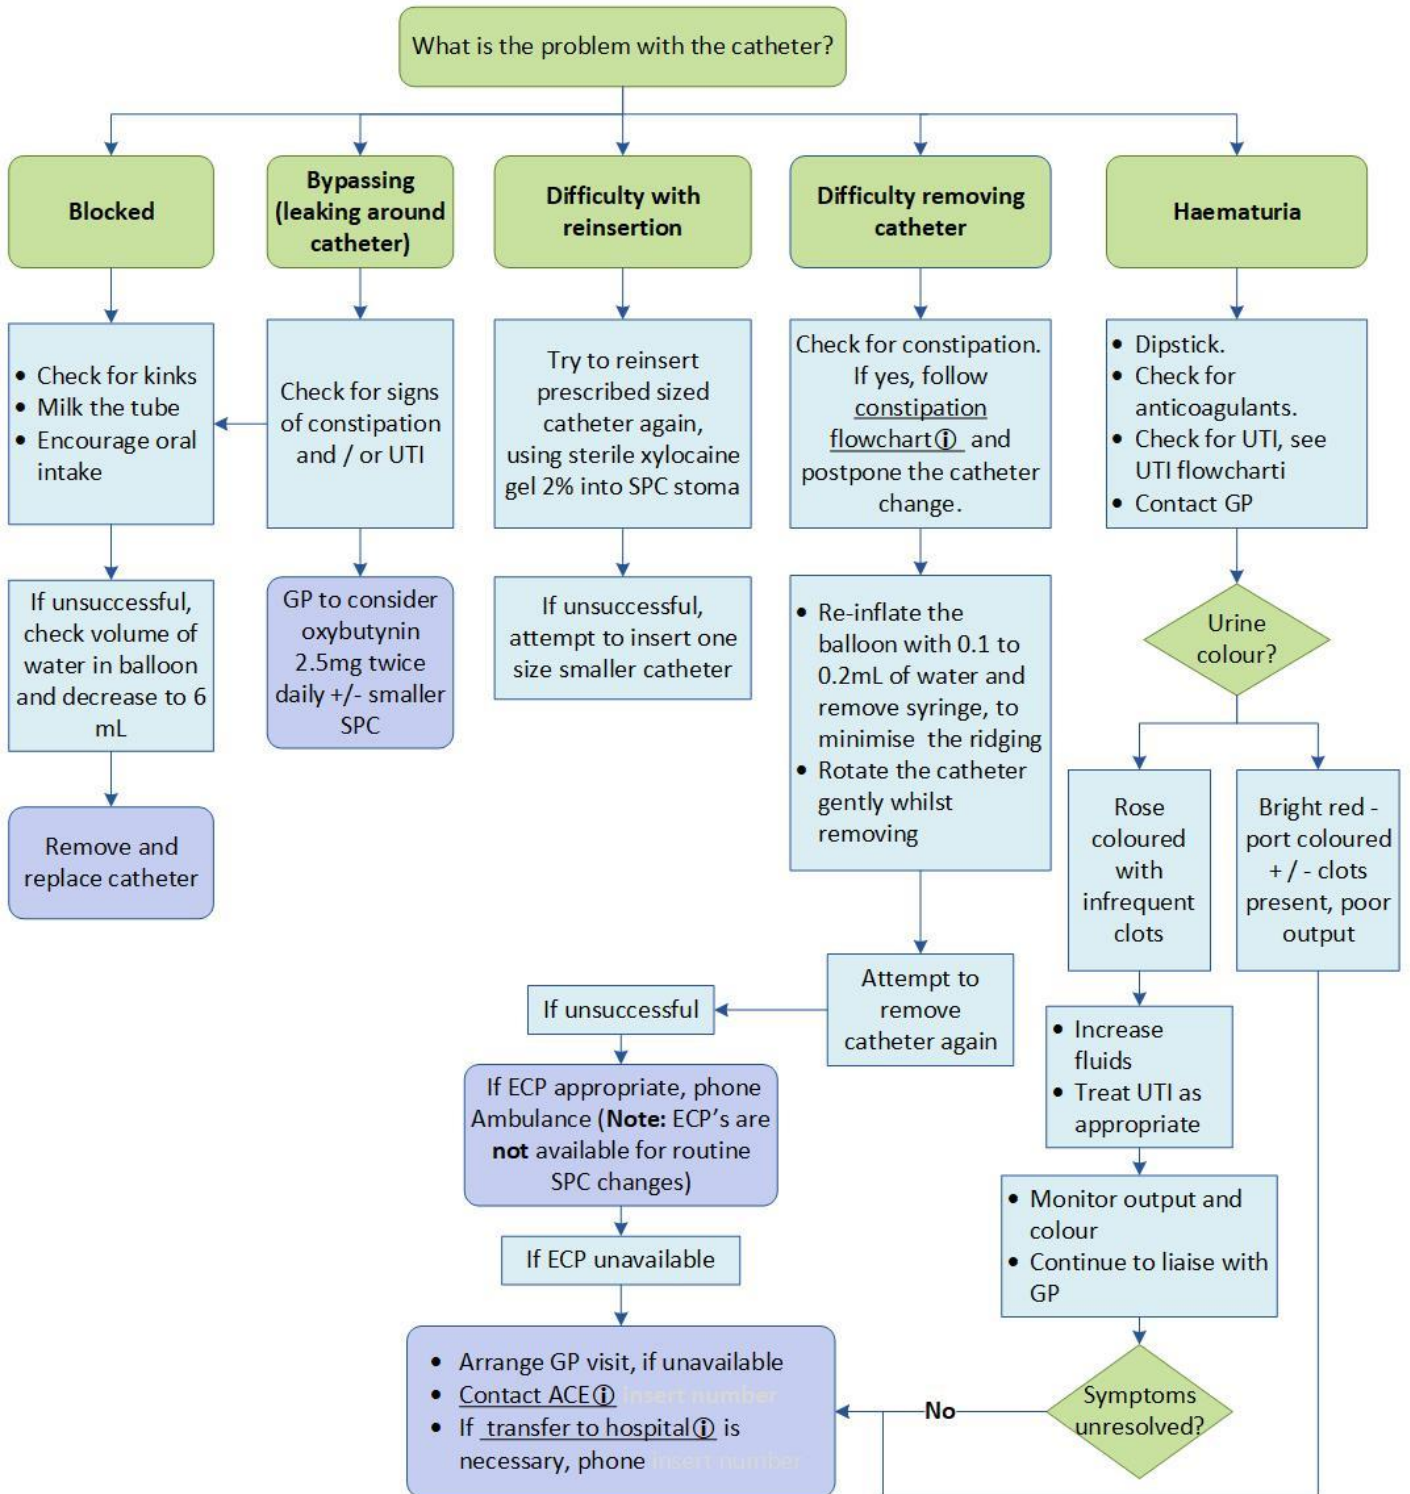 What is the problem with the catheter?
Blocked
Bypassing
(leaking around
catheter)
Difficulty with
reinsertion
Difficulty removing
catheter
Haematuria
• Check for kinks
• Milk the tube
• Encourage oral
intake
Check for signs
of constipation
and / or UTI
Try to reinsert
prescribed sized
catheter again,
using sterile xylocaine
gel 2% into SPC stoma
Check for constipation.
If yes, follow
constipation
flowchartⓘ and
postpone the catheter
change.
• Dipstick.
• Check for
anticoagulants.
• Check for UTI, see
UTI flowcharti
• Contact GP
If unsuccessful,
check volume of
water in balloon
and decrease to 6
mL
GP to consider
oxybutynin
2.5mg twice
daily +/- smaller
SPC
If unsuccessful,
attempt to insert one
size smaller catheter
• Re-inflate the
balloon with 0.1 to
0.2mL of water and
remove syringe, to
minimise the ridging
• Rotate the catheter
gently whilst
removing
Urine
colour?
Remove and
replace catheter
Rose
coloured
with
infrequent
clots
Bright red -
port coloured
+ / - clots
present, poor
output
Attempt to
remove
catheter again
If unsuccessful
• Increase
fluids
• Treat UTI as
appropriate
If ECP appropriate, phone
Ambulance (Note: ECP's are
not available for routine
SPC changes)
• Monitor output and
colour
• Continue to liaise with
GP
If ECP unavailable
• Arrange GP visit, if unavailable
• Contact ACEⓘ insert number
• If transfer to hospitalⓘ is
necessary, phone insert number
No
Symptoms
unresolved?